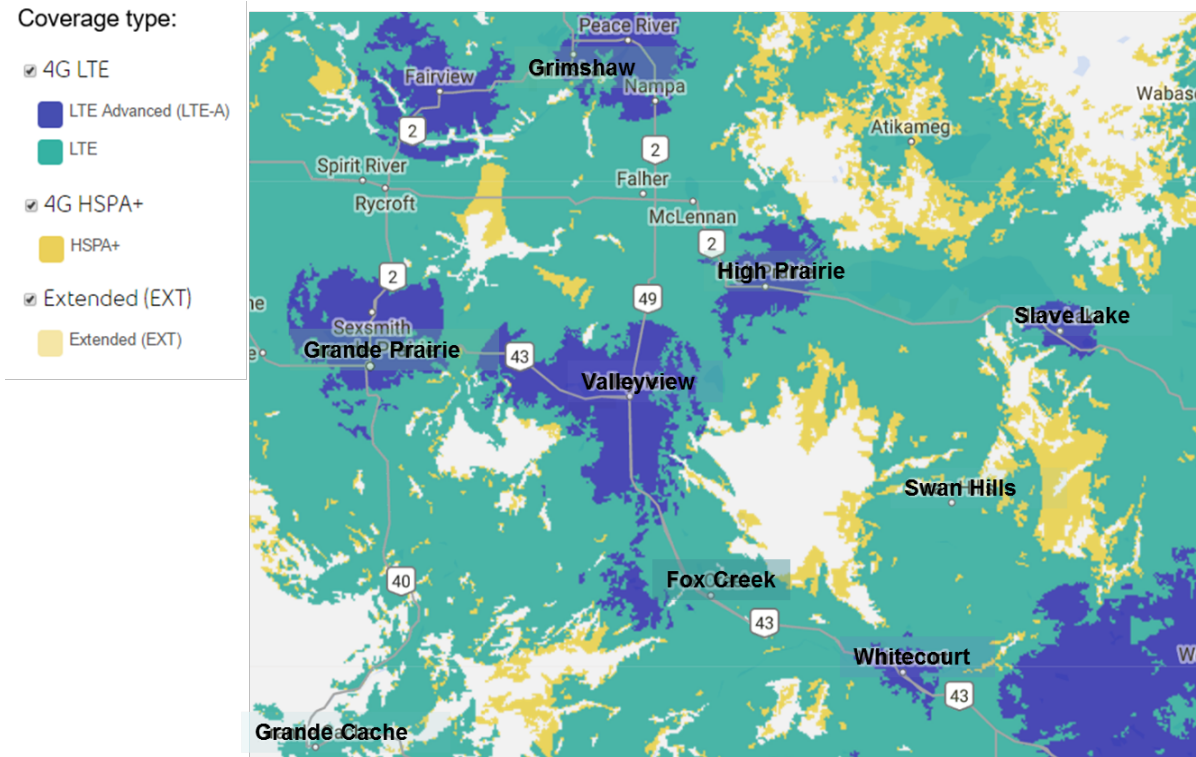 Coverage type:
4G LTE
LTE Advanced (LTE-A)
LTE
4G HSPA+
HSPA+
Extended (EXT)
Extended (EXT)
Peace River
Grimshaw
Fairview
Nampa
Wabas
2
Atikameg
2
Spirit River
Falher
Rycroft
McLennan
2
High Prairie
2
49
ne
Slave Lake
Sexsmith
Grande Prairie
43
e
Valleyview
Swan Hills
Fox Creek
40
43
Whitecourt
W
43
Grande Cache